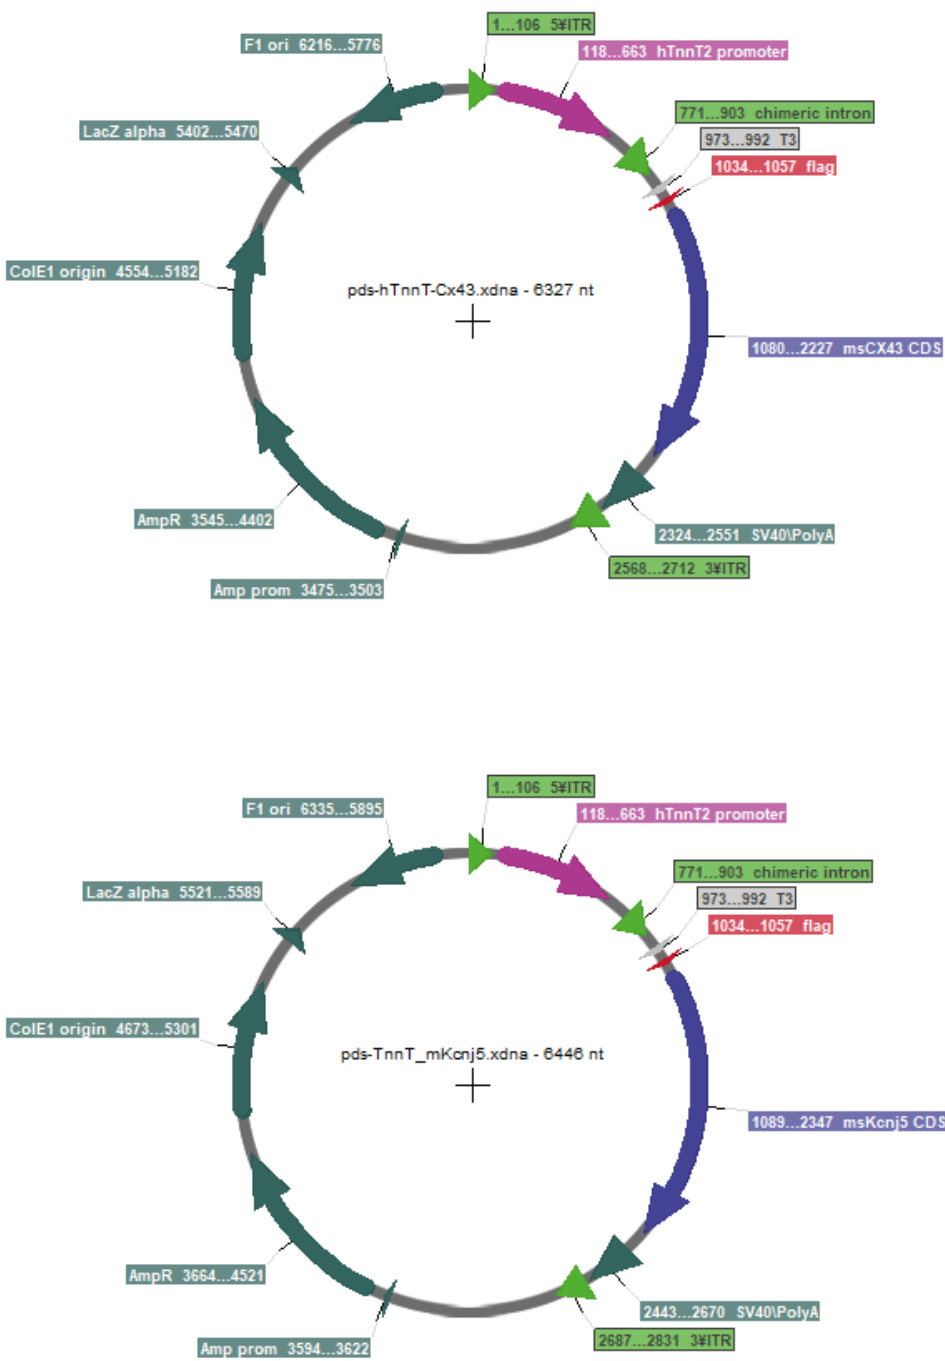 1...106 5¥ITR
F1 ori 6216...5776
118...663 hTnnT2 promoter
771...903 chimeric intron
LacZ alpha 5402...5470
973...992 T3
1034...1057 flag
ColE1 origin 4554...5182
pds-hTnnT-Cx43.xdna - 6327 nt
1080...2227 msCX43 CDS
AmpR 3545...4402
2324...2551 SV40\PolyA
2568...2712 3¥ITR
Amp prom 3475...3503
1...106 5¥ITR
F1 ori 6335...5895
118...663 hTnnT2 promoter
771...903 chimeric intron
LacZ alpha 5521...5589
973...992 T3
1034...1057 flag
ColE1 origin 4673...5301
pds-TnnT_mKcnj5.xdna - 6446 nt
1089...2347 msKcnj5 CDS
AmpR 3664...4521
2443...2670 SV40\PolyA
2687...2831 3¥ITR
Amp prom 3594...3622